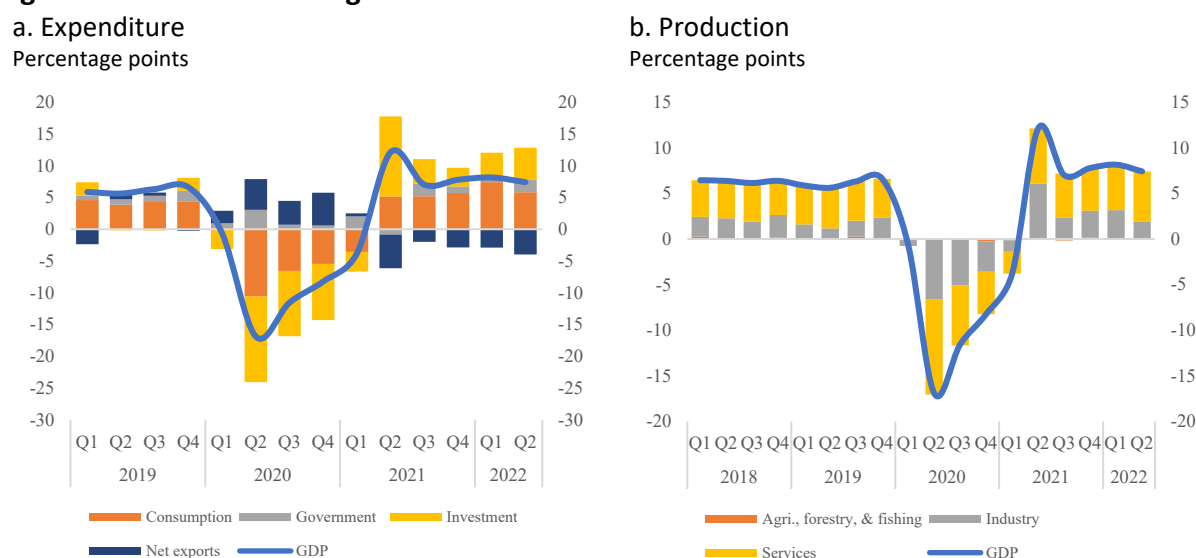 a. Expenditure
Percentage points
20 20
15 15
10 10
5 5
0 0
-5 -5
-10 -10
-15 -15
-20 -20
-25 -25
-30 -30
Q1 Q2 Q3 Q4 Q1 Q2 Q3 Q4 Q1 Q2 Q3 Q4 Q1 Q2
2019 2020 2021 2022
Consumption Government Investment
Net exports GDP
b. Production
Percentage points
15 15
10 10
5 5
0 0
-5 -5
-10 -10
-15 -15
-20 -20
Q1 Q2 Q3 Q4 Q1 Q2 Q3 Q4 Q1 Q2 Q3 Q4 Q1 Q2 Q3 Q4 Q1 Q2
2018 2019 2020 2021 2022
Agri., forestry, & fishing Industry
Services GDP